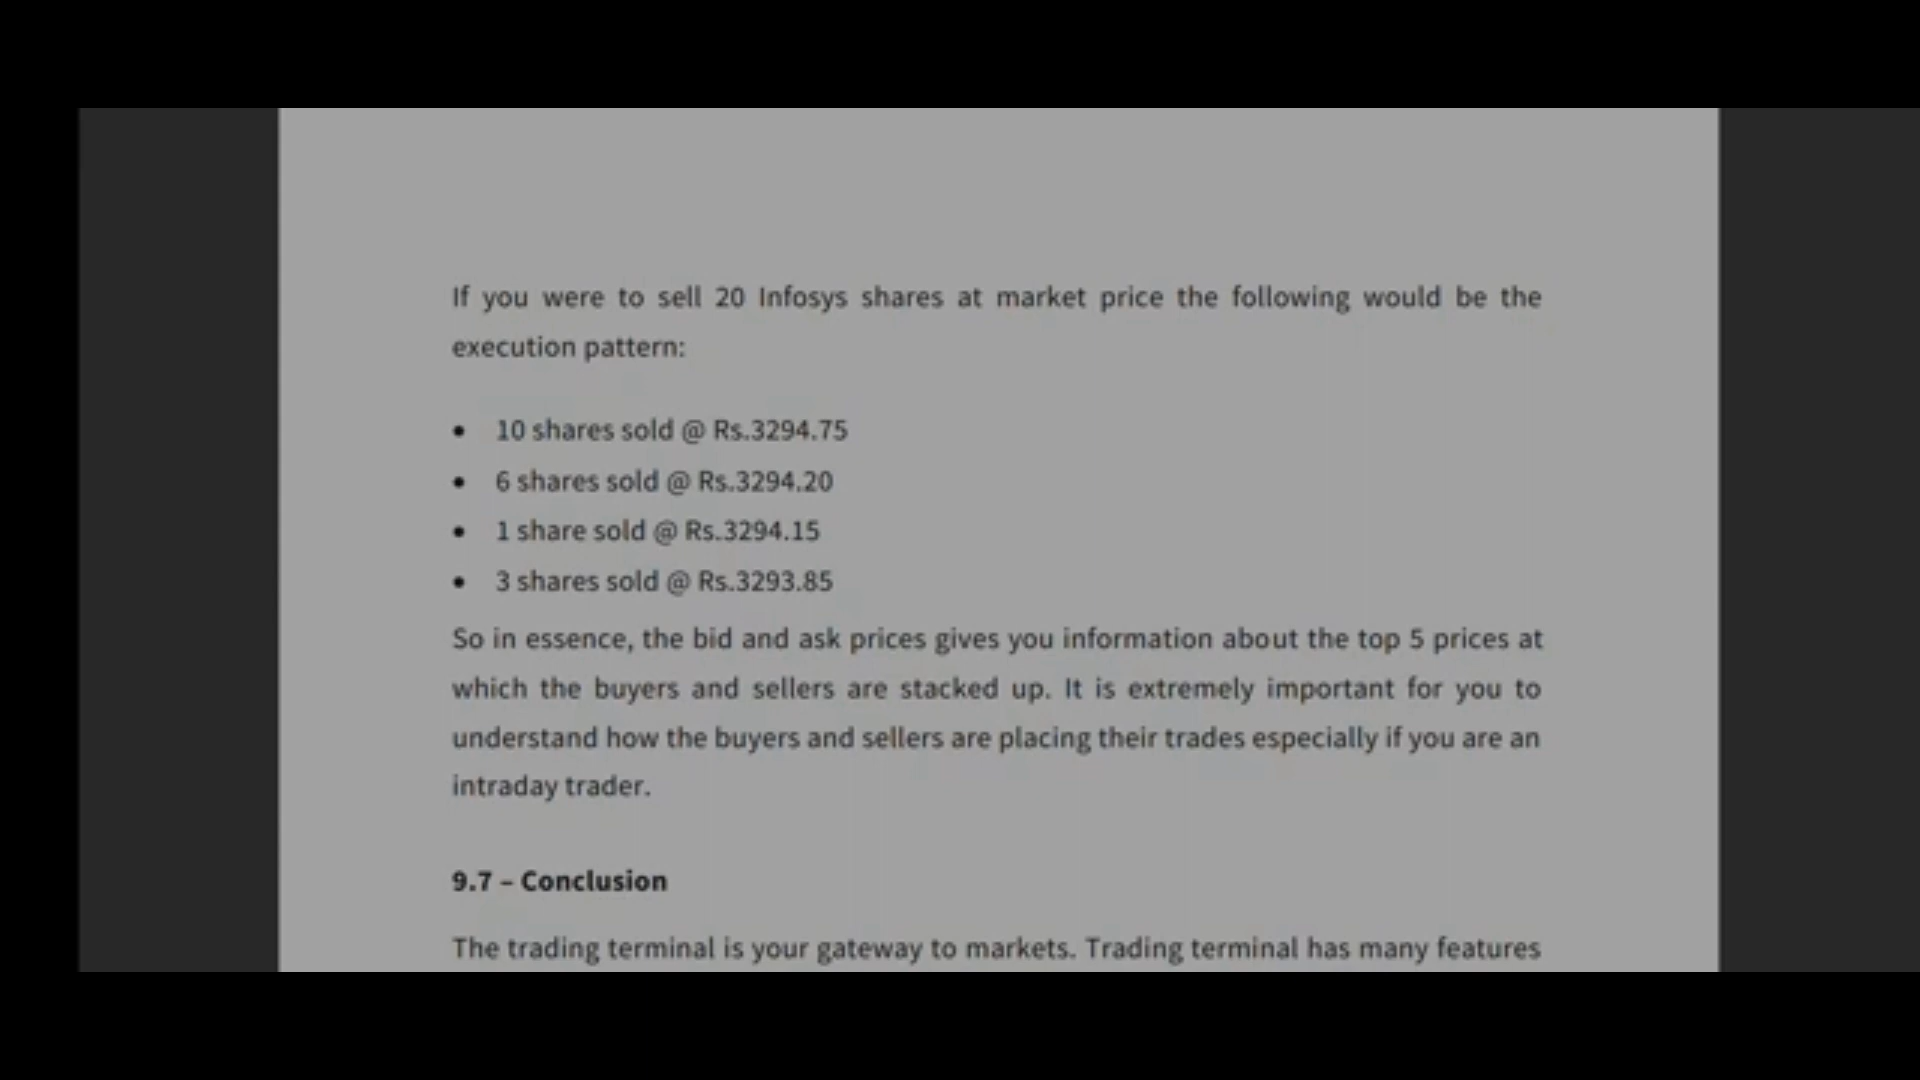 If you were to sell 20 Infosys shares at market price the following would be the
execution pattern:
• 10 shares sold @ Rs.3294.75
• 6 shares sold @ Rs.3294.20
• 1 share sold @ Rs.3294.15
• 3 shares sold @ Rs.3293.85
So in essence, the bid and ask prices gives you information about the top 5 prices at
which the buyers and sellers are stacked up. It is extremely important for you to
understand how the buyers and sellers are placing their trades especially if you are an
intraday trader.
9.7 – Conclusion
The trading terminal is your gateway to markets. Trading terminal has many features